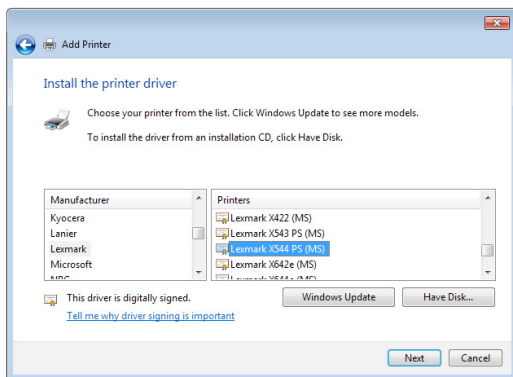 Add Printer
Install the printer driver
Choose your printer from the list. Click Windows Update to see more models.
To install the driver from an installation CD, click Have Disk.
Manufacturer
Kyocera
Lanier
Lexmark
Microsoft
Printers
Lexmark X422 (MS)
Lexmark X543 PS (MS)
Lexmark X544 PS (MS)
Lexmark X642e (MS)
This driver is digitally signed.
Tell me why driver signing is important
Windows Update
Have Disk...
Next
Cancel